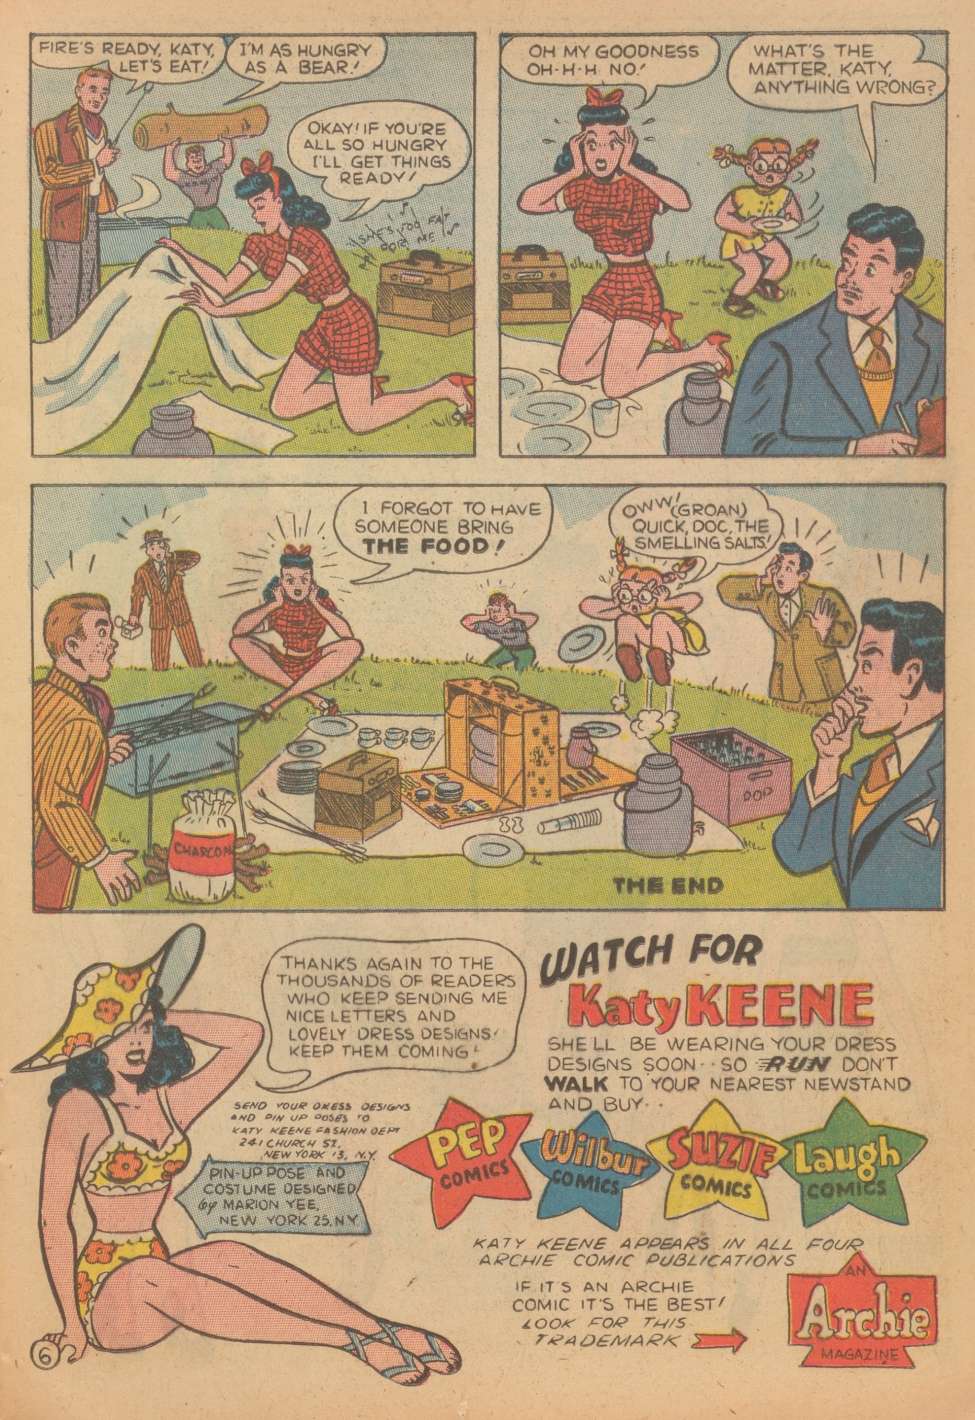 FIRE'S READY, KATY,
LET'S EAT!
I'M AS HUNGRY
AS A BEAR!
OKAY! IF YOU'RE
ALL SO HUNGRY
I'LL GET THINGS
READY!
SHE'S TOO FAT
FOR ME
OH MY GOODNESS
OH-H-H NO!
WHAT'S THE
MATTER, KATY,
ANYTHING WRONG?
I FORGOT TO HAVE
SOMEONE BRING
THE FOOD!
OWW! (GROAN)
QUICK, DOC, THE
SMELLING SALTS!
CHARCO
POP
THE END
THANKS AGAIN TO THE
THOUSANDS OF READERS
WHO KEEP SENDING ME
NICE LETTERS AND
LOVELY DRESS DESIGNS!
KEEP THEM COMING!
SEND YOUR DRESS DESIGNS
AND PIN UP POSES TO
KATY KEENE FASHION DEPT
241 CHURCH ST.
NEW YORK 13, N.Y.
PIN-UP POSE AND
COSTUME DESIGNED
by MARION YEE,
NEW YORK 25, N.Y.
6
WATCH FOR
Katy KEENE
SHE'LL BE WEARING YOUR DRESS
DESIGNS SOON·· SO RUN DON'T
WALK TO YOUR NEAREST NEWSTAND
AND BUY··
PEP
COMICS
Wilbur
COMICS
SUZIE
COMICS
Laugh
COMICS
KATY KEENE APPEARS IN ALL FOUR
ARCHIE COMIC PUBLICATIONS
IF IT'S AN ARCHIE
COMIC IT'S THE BEST!
LOOK FOR THIS
TRADEMARK
AN
Archie
MAGAZINE